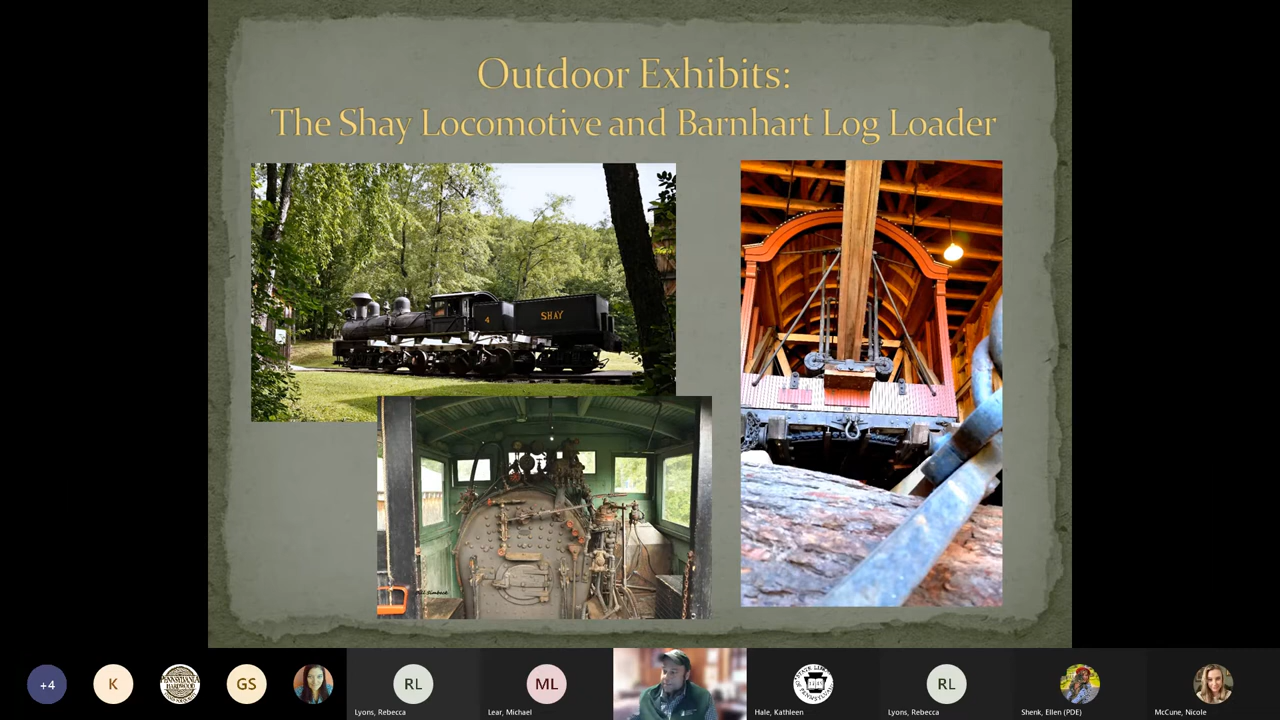 Outdoor Exhibits:
The Shay Locomotive and Barnhart Log Loader
4
SHAY
+4
K
PENNSYLVANIA
GS
RL
ML
RL
Lyons, Rebecca
Lear, Michael
Hale, Kathleen
Lyons, Rebecca
Shenk, Ellen (PDE)
McCune, Nicole